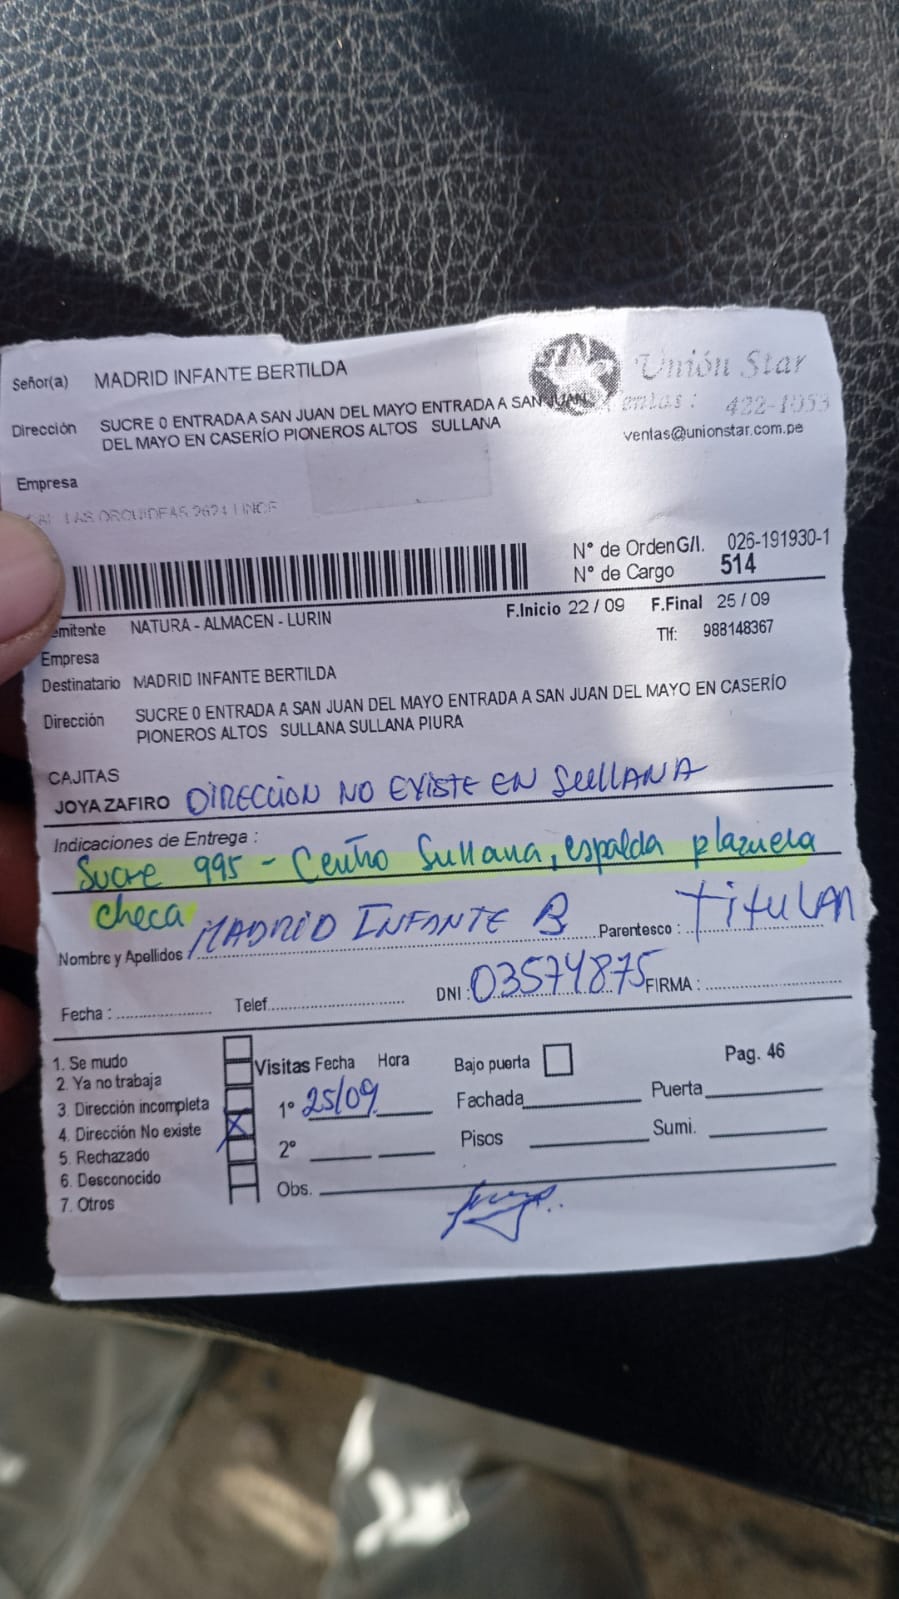 Señor(a) MADRID INFANTE BERTILDA
Unión Star
Dirección SUCRE 0 ENTRADA A SAN JUAN DEL MAYO ENTRADA A SAN JUAN
DEL MAYO EN CASERÍO PIONEROS ALTOS SULLANA
entas: 422-1053
ventas@unionstar.com.pe
Empresa
LAS ORQUIDEAS 2624 LINCE
N° de Orden G/I. 026-191930-1
N° de Cargo 514
emitente NATURA - ALMACEN - LURIN
F.Inicio 22 / 09 F.Final 25 / 09
Empresa
Tlf: 988148367
Destinatario MADRID INFANTE BERTILDA
Dirección SUCRE 0 ENTRADA A SAN JUAN DEL MAYO ENTRADA A SAN JUAN DEL MAYO EN CASERÍO
PIONEROS ALTOS SULLANA SULLANA PIURA
CAJITAS
JOYA ZAFIRO DIRECCION NO EXISTE EN SULLANA
Indicaciones de Entrega :
Sucre 995 - Centro Sullana, espalda plazuela
checa
Nombre y Apellidos MADRID INFANTE B Parentesco : TITULAR
Fecha : Telef. DNI : 03574875 FIRMA :
1. Se mudo
2. Ya no trabaja
3. Dirección incompleta
4. Dirección No existe X
5. Rechazado
6. Desconocido
7. Otros
Visitas Fecha Hora
1° 25/09
2°
Obs.
Bajo puerta
Fachada
Pisos
Pag. 46
Puerta
Sumi.